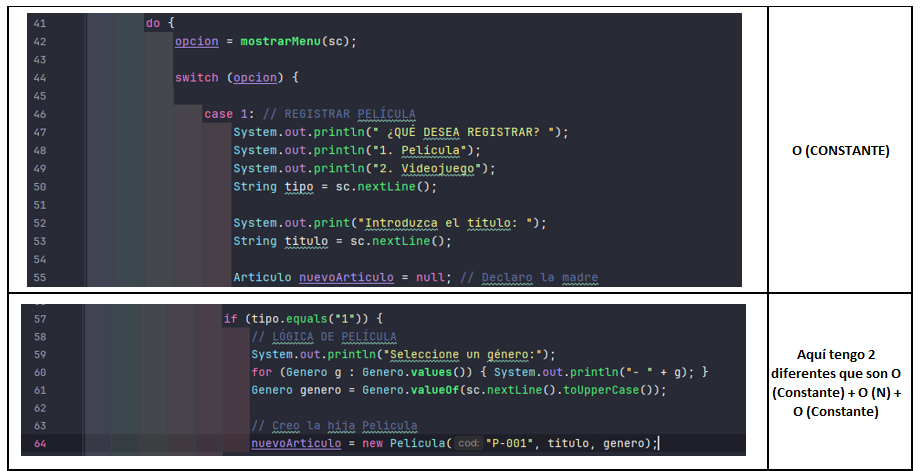 41 do {
42 opcion = mostrarMenu(sc);
43
44 switch (opcion) {
45
46 case 1: // REGISTRAR PELÍCULA
47 System.out.println(" ¿QUÉ DESEA REGISTRAR? ");
48 System.out.println("1. Película");
49 System.out.println("2. Videojuego");
50 String tipo = sc.nextLine();
51
52 System.out.print("Introduzca el título: ");
53 String titulo = sc.nextLine();
54
55 Articulo nuevoArticulo = null; // Declaro la madre
O (CONSTANTE)
57 if (tipo.equals("1")) {
58 // LÓGICA DE PELÍCULA
59 System.out.println("Seleccione un género:");
60 for (Genero g : Genero.values()) { System.out.println("- " + g); }
61 Genero genero = Genero.valueOf(sc.nextLine().toUpperCase());
62
63 // Creo la hija Pelicula
64 nuevoArticulo = new Pelicula( cod: "P-001", titulo, genero);
Aquí tengo 2
diferentes que son O
(Constante) + O (N) +
O (Constante)